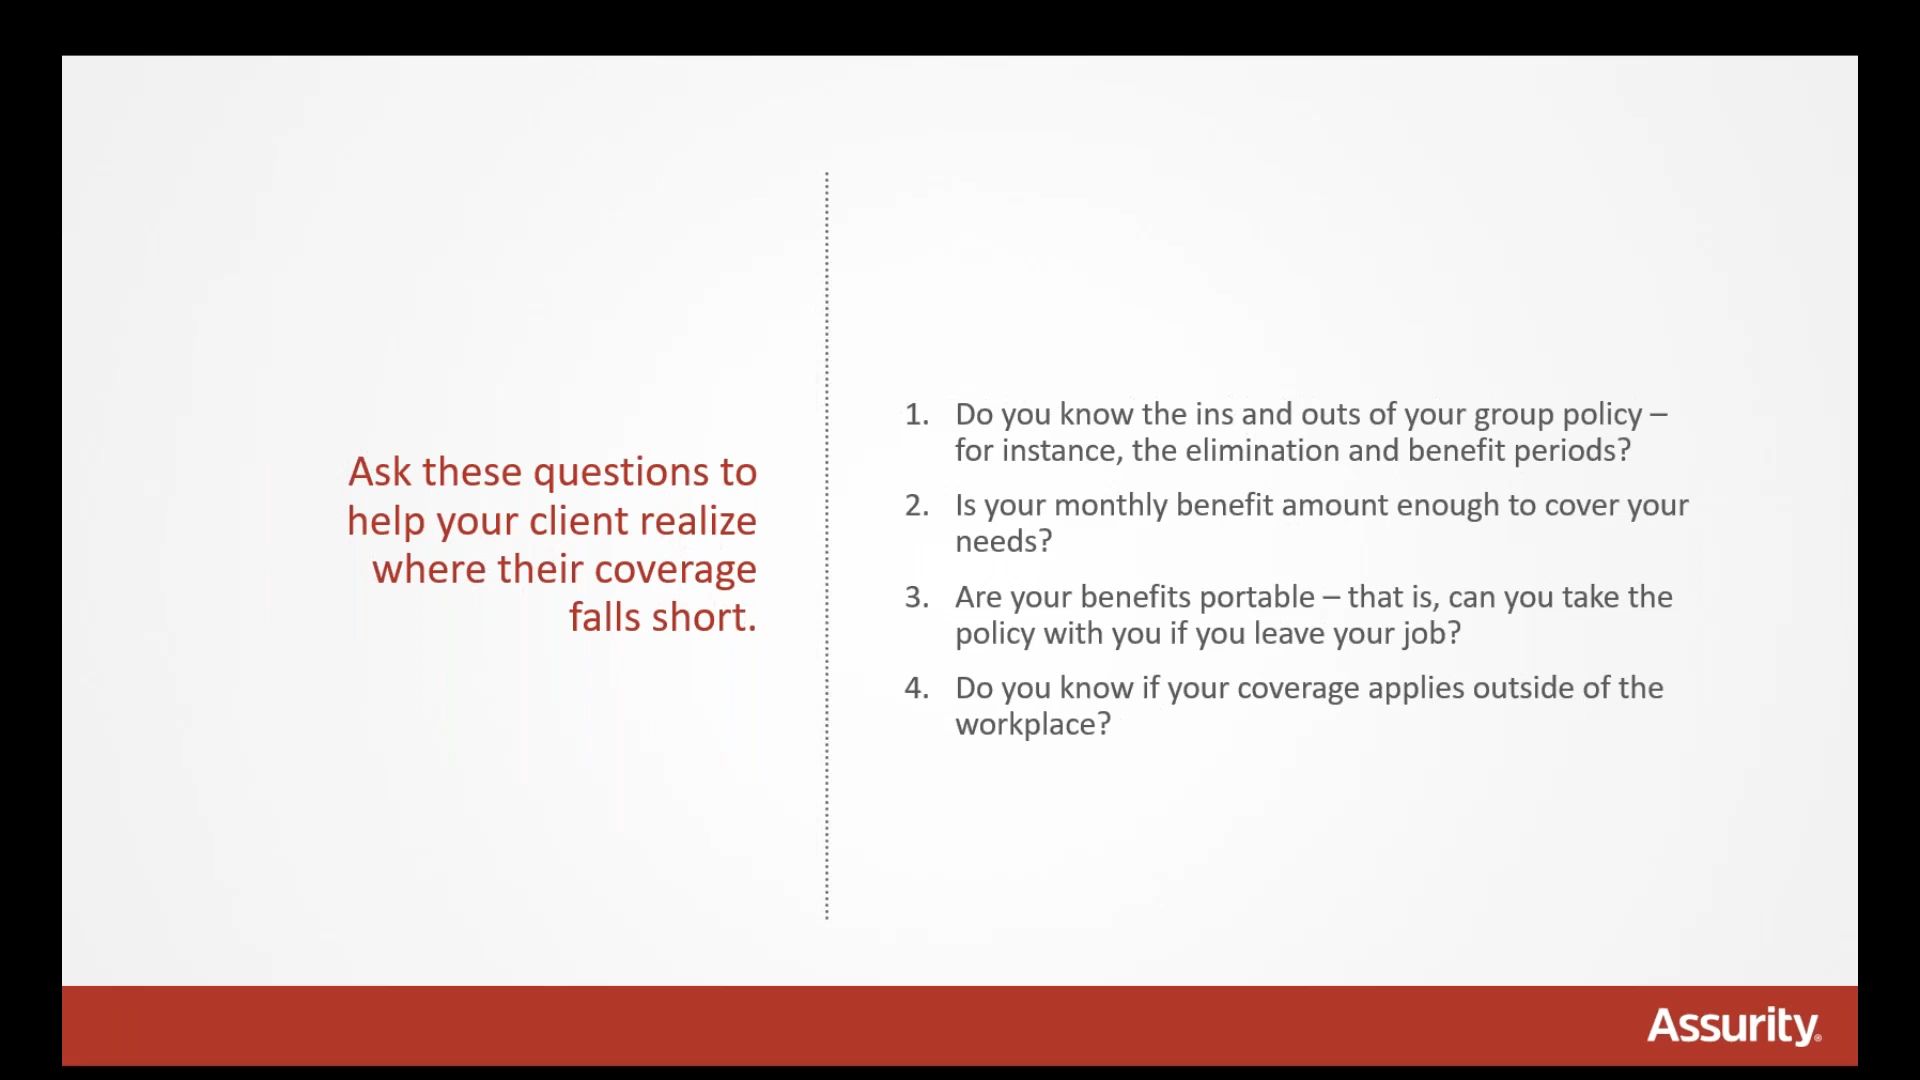 Ask these questions to
help your client realize
where their coverage
falls short.
1. Do you know the ins and outs of your group policy –
for instance, the elimination and benefit periods?
2. Is your monthly benefit amount enough to cover your
needs?
3. Are your benefits portable – that is, can you take the
policy with you if you leave your job?
4. Do you know if your coverage applies outside of the
workplace?
Assurity®